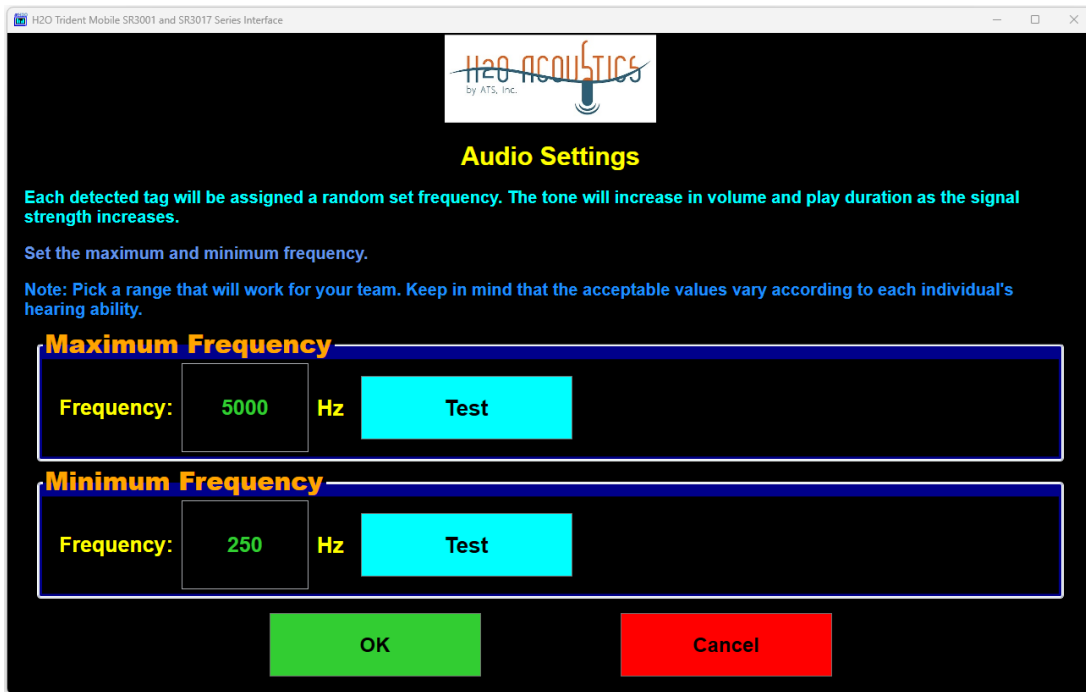 H2O Trident Mobile SR3001 and SR3017 Series Interface
H2O ACOUSTICS
by ATS, Inc.
Audio Settings
Each detected tag will be assigned a random set frequency. The tone will increase in volume and play duration as the signal
strength increases.
Set the maximum and minimum frequency.
Note: Pick a range that will work for your team. Keep in mind that the acceptable values vary according to each individual's
hearing ability.
Maximum Frequency
Frequency: 5000 Hz Test
Minimum Frequency
Frequency: 250 Hz Test
OK Cancel